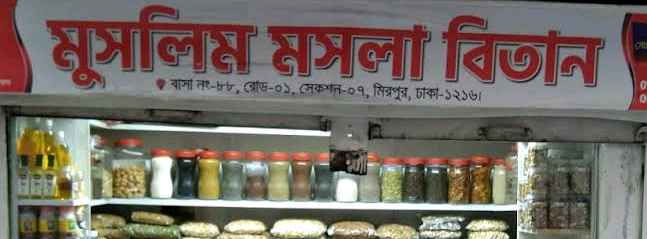 মুসলিম মসলা বিতান
বাসা নং-৮৮, রোড-০১, সেকশন-০৭, মিরপুর, ঢাকা-১২১৬।